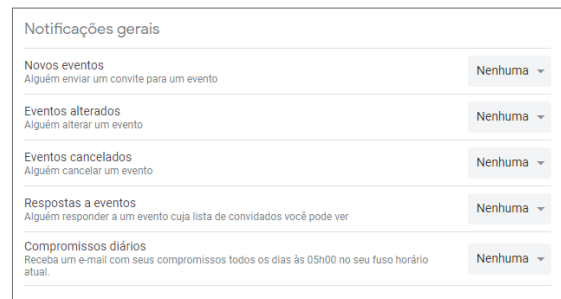 Notificações gerais
Novos eventos
Alguém enviar um convite para um evento
Nenhuma
Eventos alterados
Alguém alterar um evento
Nenhuma
Eventos cancelados
Alguém cancelar um evento
Nenhuma
Respostas a eventos
Alguém responder a um evento cuja lista de convidados você pode ver
Nenhuma
Compromissos diários
Receba um e-mail com seus compromissos todos os dias às 05h00 no seu fuso horário
atual.
Nenhuma